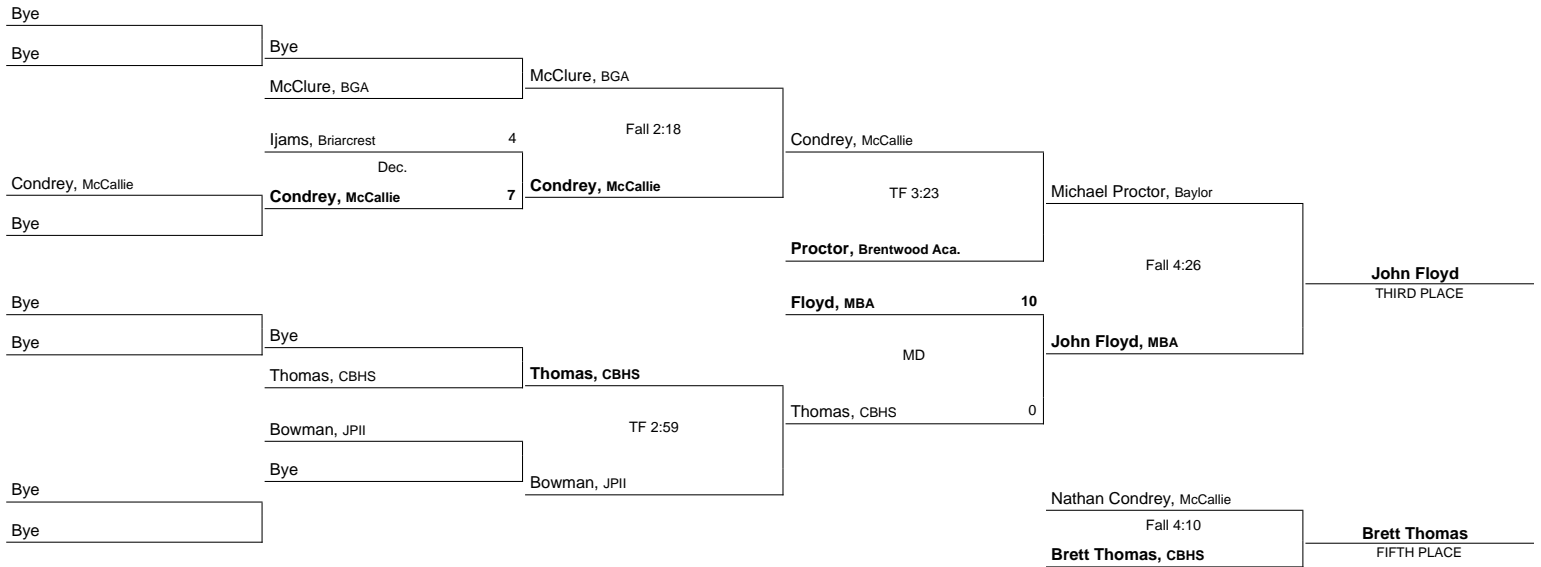 Bye
Bye
Bye
McClure, BGA
McClure, BGA
Ijams, Briarcrest 4
Fall 2:18
Condrey, McCallie
Dec.
Condrey, McCallie
Condrey, McCallie 7
Condrey, McCallie
TF 3:23
Michael Proctor, Baylor
Bye
Proctor, Brentwood Aca.
Fall 4:26
John Floyd
THIRD PLACE
Bye
Floyd, MBA 10
Bye
Bye
John Floyd, MBA
MD
Thomas, CBHS
Thomas, CBHS
Thomas, CBHS 0
Bowman, JPII
TF 2:59
Bye
Bowman, JPII
Bye
Nathan Condrey, McCallie
Bye
Fall 4:10
Brett Thomas
FIFTH PLACE
Brett Thomas, CBHS